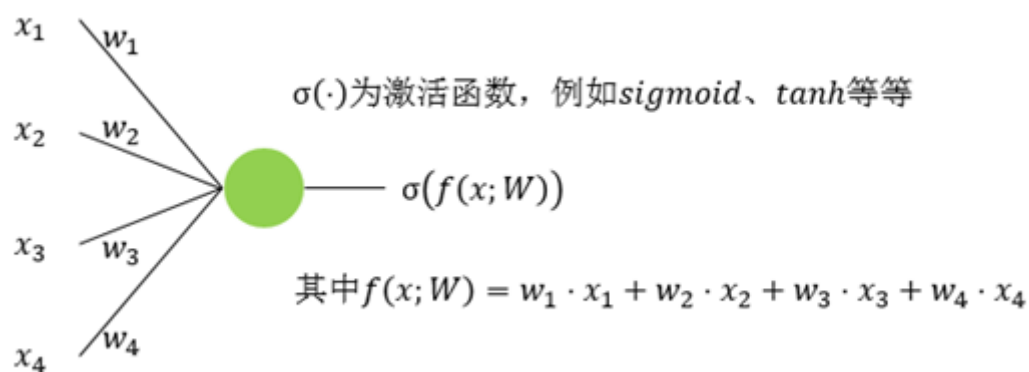 x₁
w₁
σ(·)为激活函数，例如sigmoid、tanh等等
x₂
w₂
σ(f(x;W))
x₃
w₃
其中f(x;W) = w₁ · x₁ + w₂ · x₂ + w₃ · x₃ + w₄ · x₄
x₄
w₄